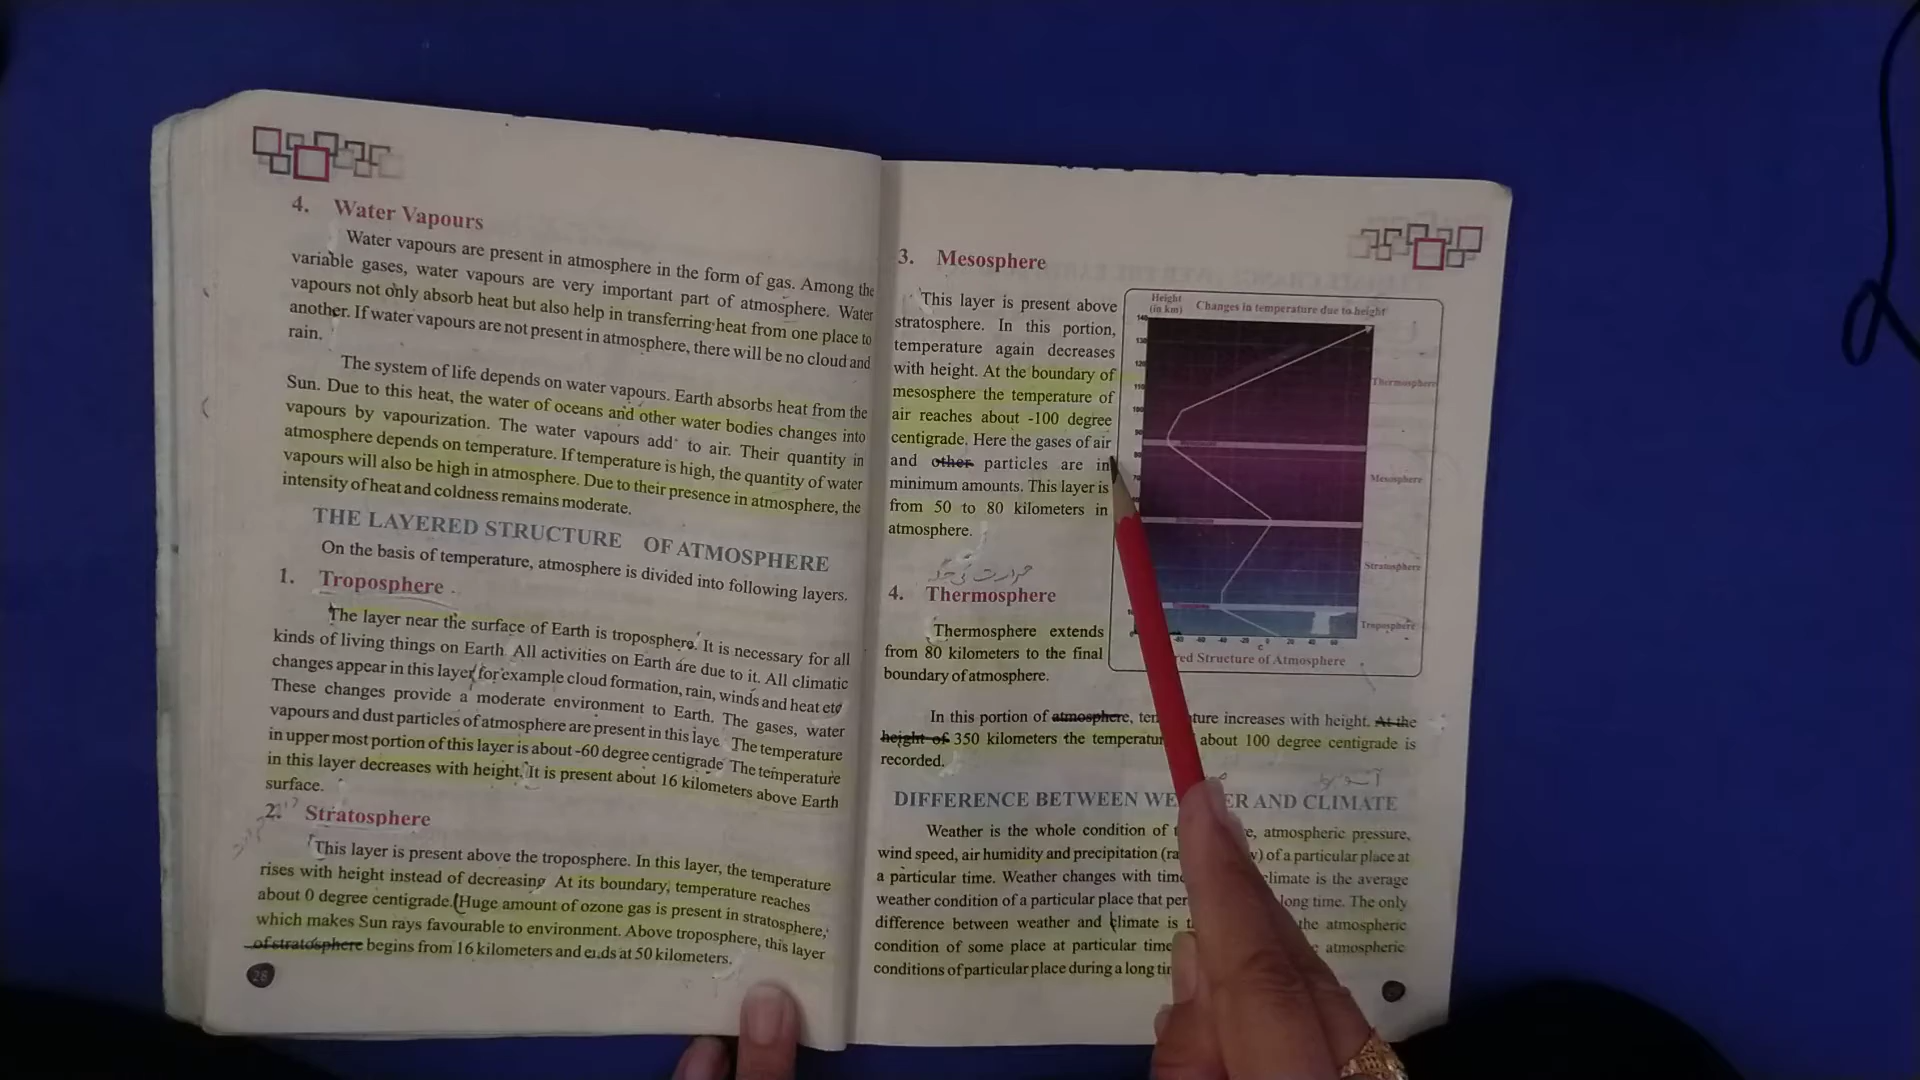 4. Water Vapours
Water vapours are present in atmosphere in the form of gas. Among the
variable gases, water vapours are very important part of atmosphere. Water
vapours not only absorb heat but also help in transferring heat from one place to
another. If water vapours are not present in atmosphere, there will be no cloud and
rain.
The system of life depends on water vapours. Earth absorbs heat from the
Sun. Due to this heat, the water of oceans and other water bodies changes into
vapours by vapourization. The water vapours add to air. Their quantity in
atmosphere depends on temperature. If temperature is high, the quantity of water
vapours will also be high in atmosphere. Due to their presence in atmosphere, the
intensity of heat and coldness remains moderate.
THE LAYERED STRUCTURE OF ATMOSPHERE
On the basis of temperature, atmosphere is divided into following layers.
1. Troposphere
The layer near the surface of Earth is troposphere. It is necessary for all
kinds of living things on Earth All activities on Earth are due to it. All climatic
changes appear in this layer for example cloud formation, rain, winds and heat etc
These changes provide a moderate environment to Earth. The gases, water
vapours and dust particles of atmosphere are present in this laye The temperature
in upper most portion of this layer is about -60 degree centigrade The temperature
in this layer decreases with height. It is present about 16 kilometers above Earth
surface.
2. Stratosphere
This layer is present above the troposphere. In this layer, the temperature
rises with height instead of decreasing At its boundary, temperature reaches
about 0 degree centigrade. Huge amount of ozone gas is present in stratosphere,
which makes Sun rays favourable to environment. Above troposphere, this layer
of stratosphere begins from 16 kilometers and ends at 50 kilometers.
28
3. Mesosphere
This layer is present above
stratosphere. In this portion,
temperature again decreases
with height. At the boundary of
mesosphere the temperature of
air reaches about -100 degree
centigrade. Here the gases of air
and other particles are in
minimum amounts. This layer is
from 50 to 80 kilometers in
atmosphere.
Height
(in km)
Changes in temperature due to height
Thermosphere
Mesosphere
Stratosphere
Troposphere
-60 -40 -20 0 20 40 60
C
red Structure of Atmosphere
4. Thermosphere
Thermosphere extends
from 80 kilometers to the final
boundary of atmosphere.
In this portion of atmosphere, ten ture increases with height. At the
height of 350 kilometers the temperatur about 100 degree centigrade is
recorded.
DIFFERENCE BETWEEN WE ER AND CLIMATE
Weather is the whole condition of t e, atmospheric pressure,
wind speed, air humidity and precipitation (ra w) of a particular place at
a particular time. Weather changes with time climate is the average
weather condition of a particular place that per long time. The only
difference between weather and climate is t the atmospheric
condition of some place at particular time atmospheric
conditions of particular place during a long ti